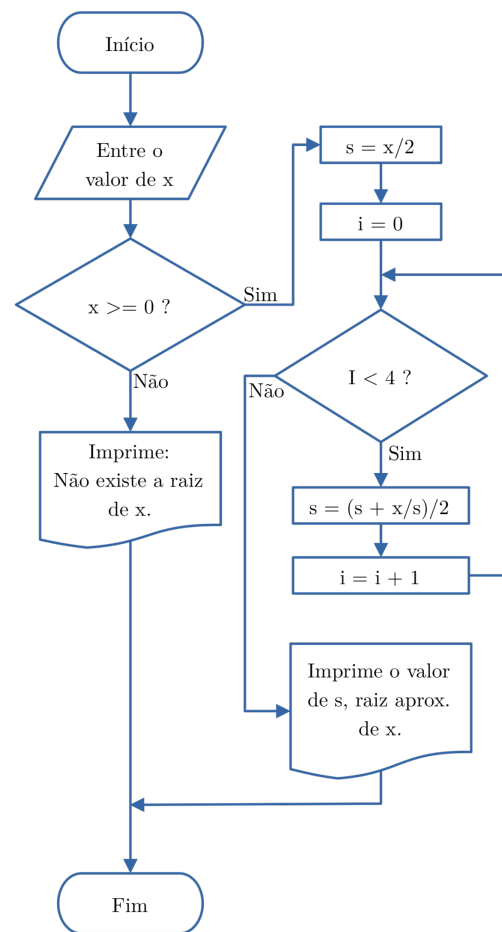 Início
Entre o
valor de x
x >= 0 ?
Sim
Não
Imprime:
Não existe a raiz
de x.
s = x/2
i = 0
I < 4 ?
Não
Sim
s = (s + x/s)/2
i = i + 1
Imprime o valor
de s, raiz aprox.
de x.
Fim